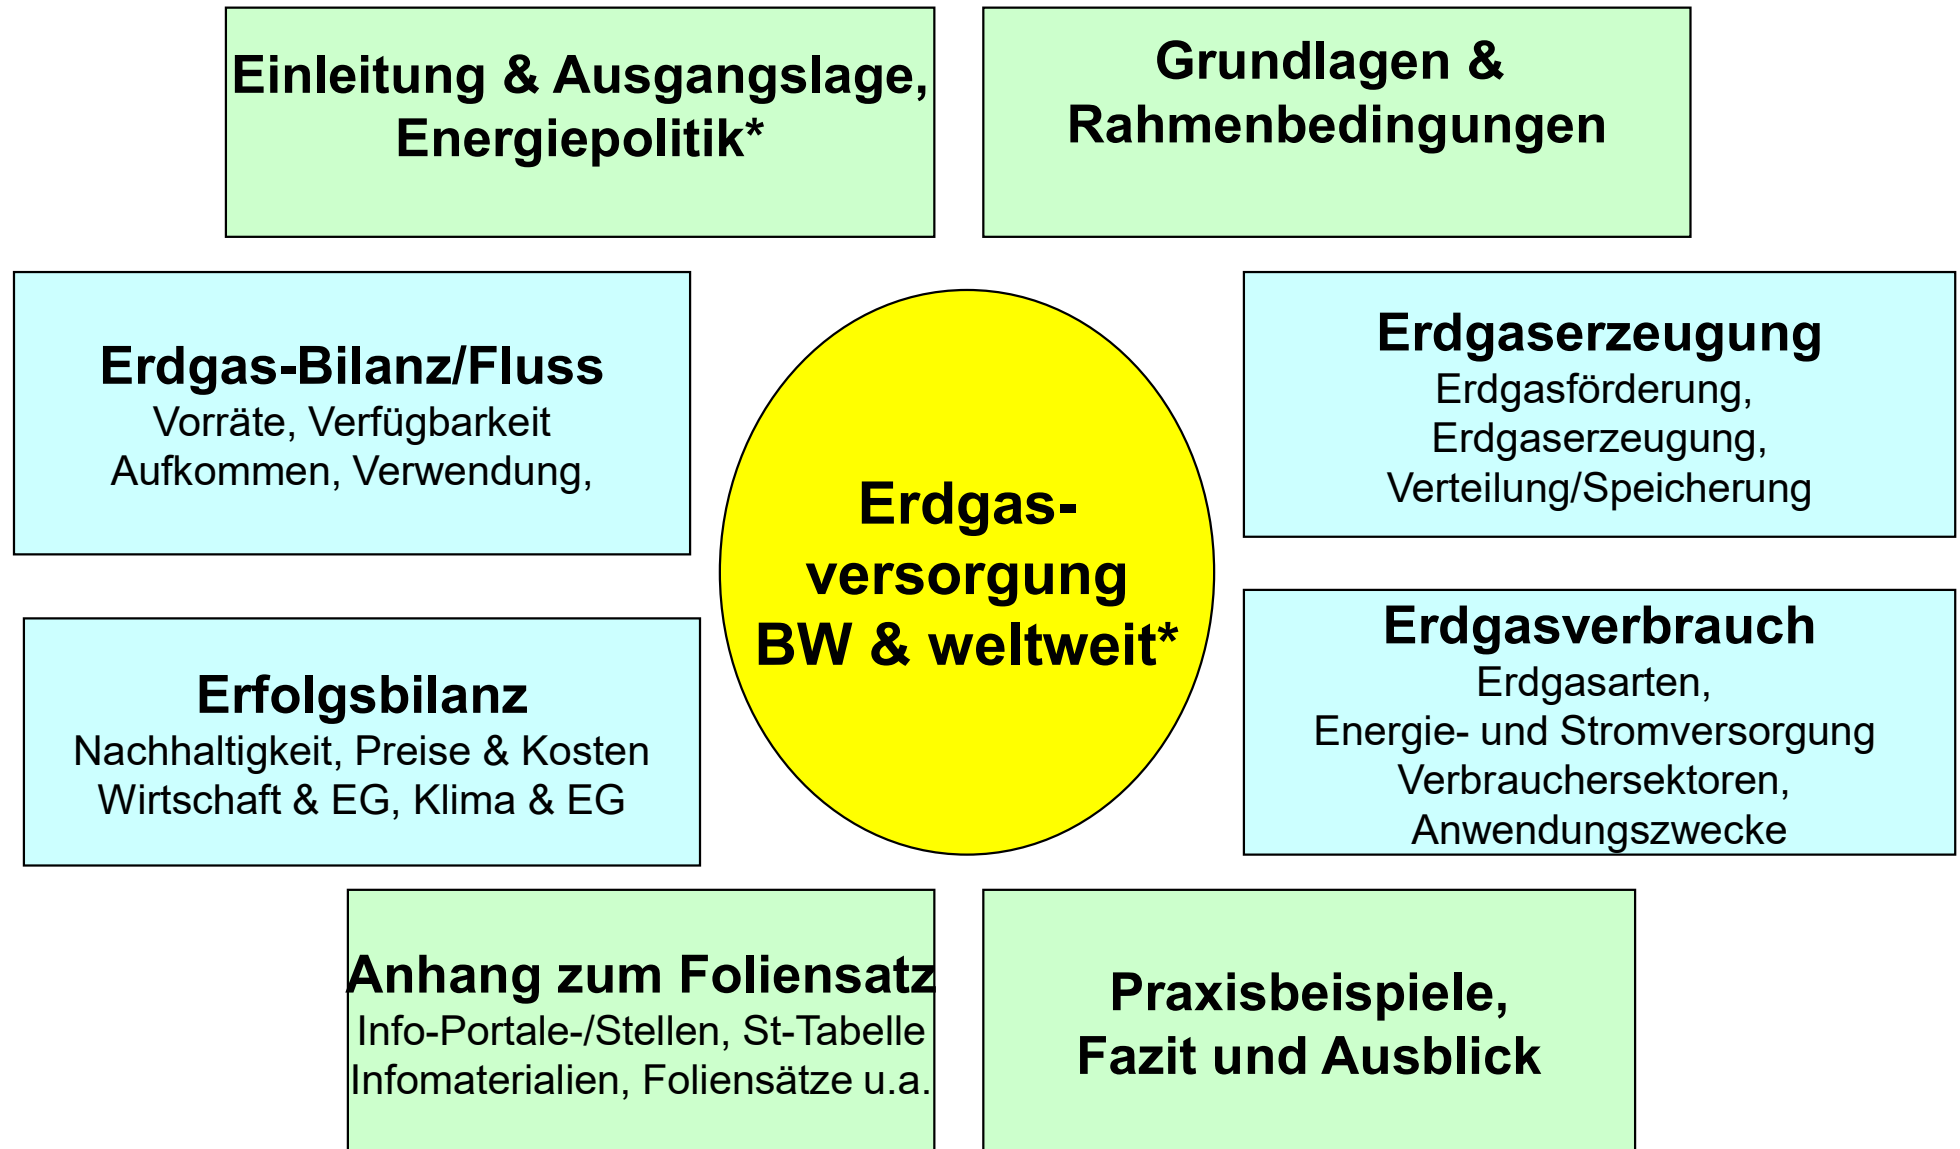 Einleitung & Ausgangslage,
Energiepolitik*
Grundlagen &
Rahmenbedingungen
Erdgas-Bilanz/Fluss
Vorräte, Verfügbarkeit
Aufkommen, Verwendung,
Erdgas-
versorgung
BW & weltweit*
Erdgaserzeugung
Erdgasförderung,
Erdgaserzeugung,
Verteilung/Speicherung
Erfolgsbilanz
Nachhaltigkeit, Preise & Kosten
Wirtschaft & EG, Klima & EG
Erdgasverbrauch
Erdgasarten,
Energie- und Stromversorgung
Verbrauchersektoren,
Anwendungszwecke
Anhang zum Foliensatz
Info-Portale-/Stellen, St-Tabelle
Infomaterialien, Foliensätze u.a.
Praxisbeispiele,
Fazit und Ausblick